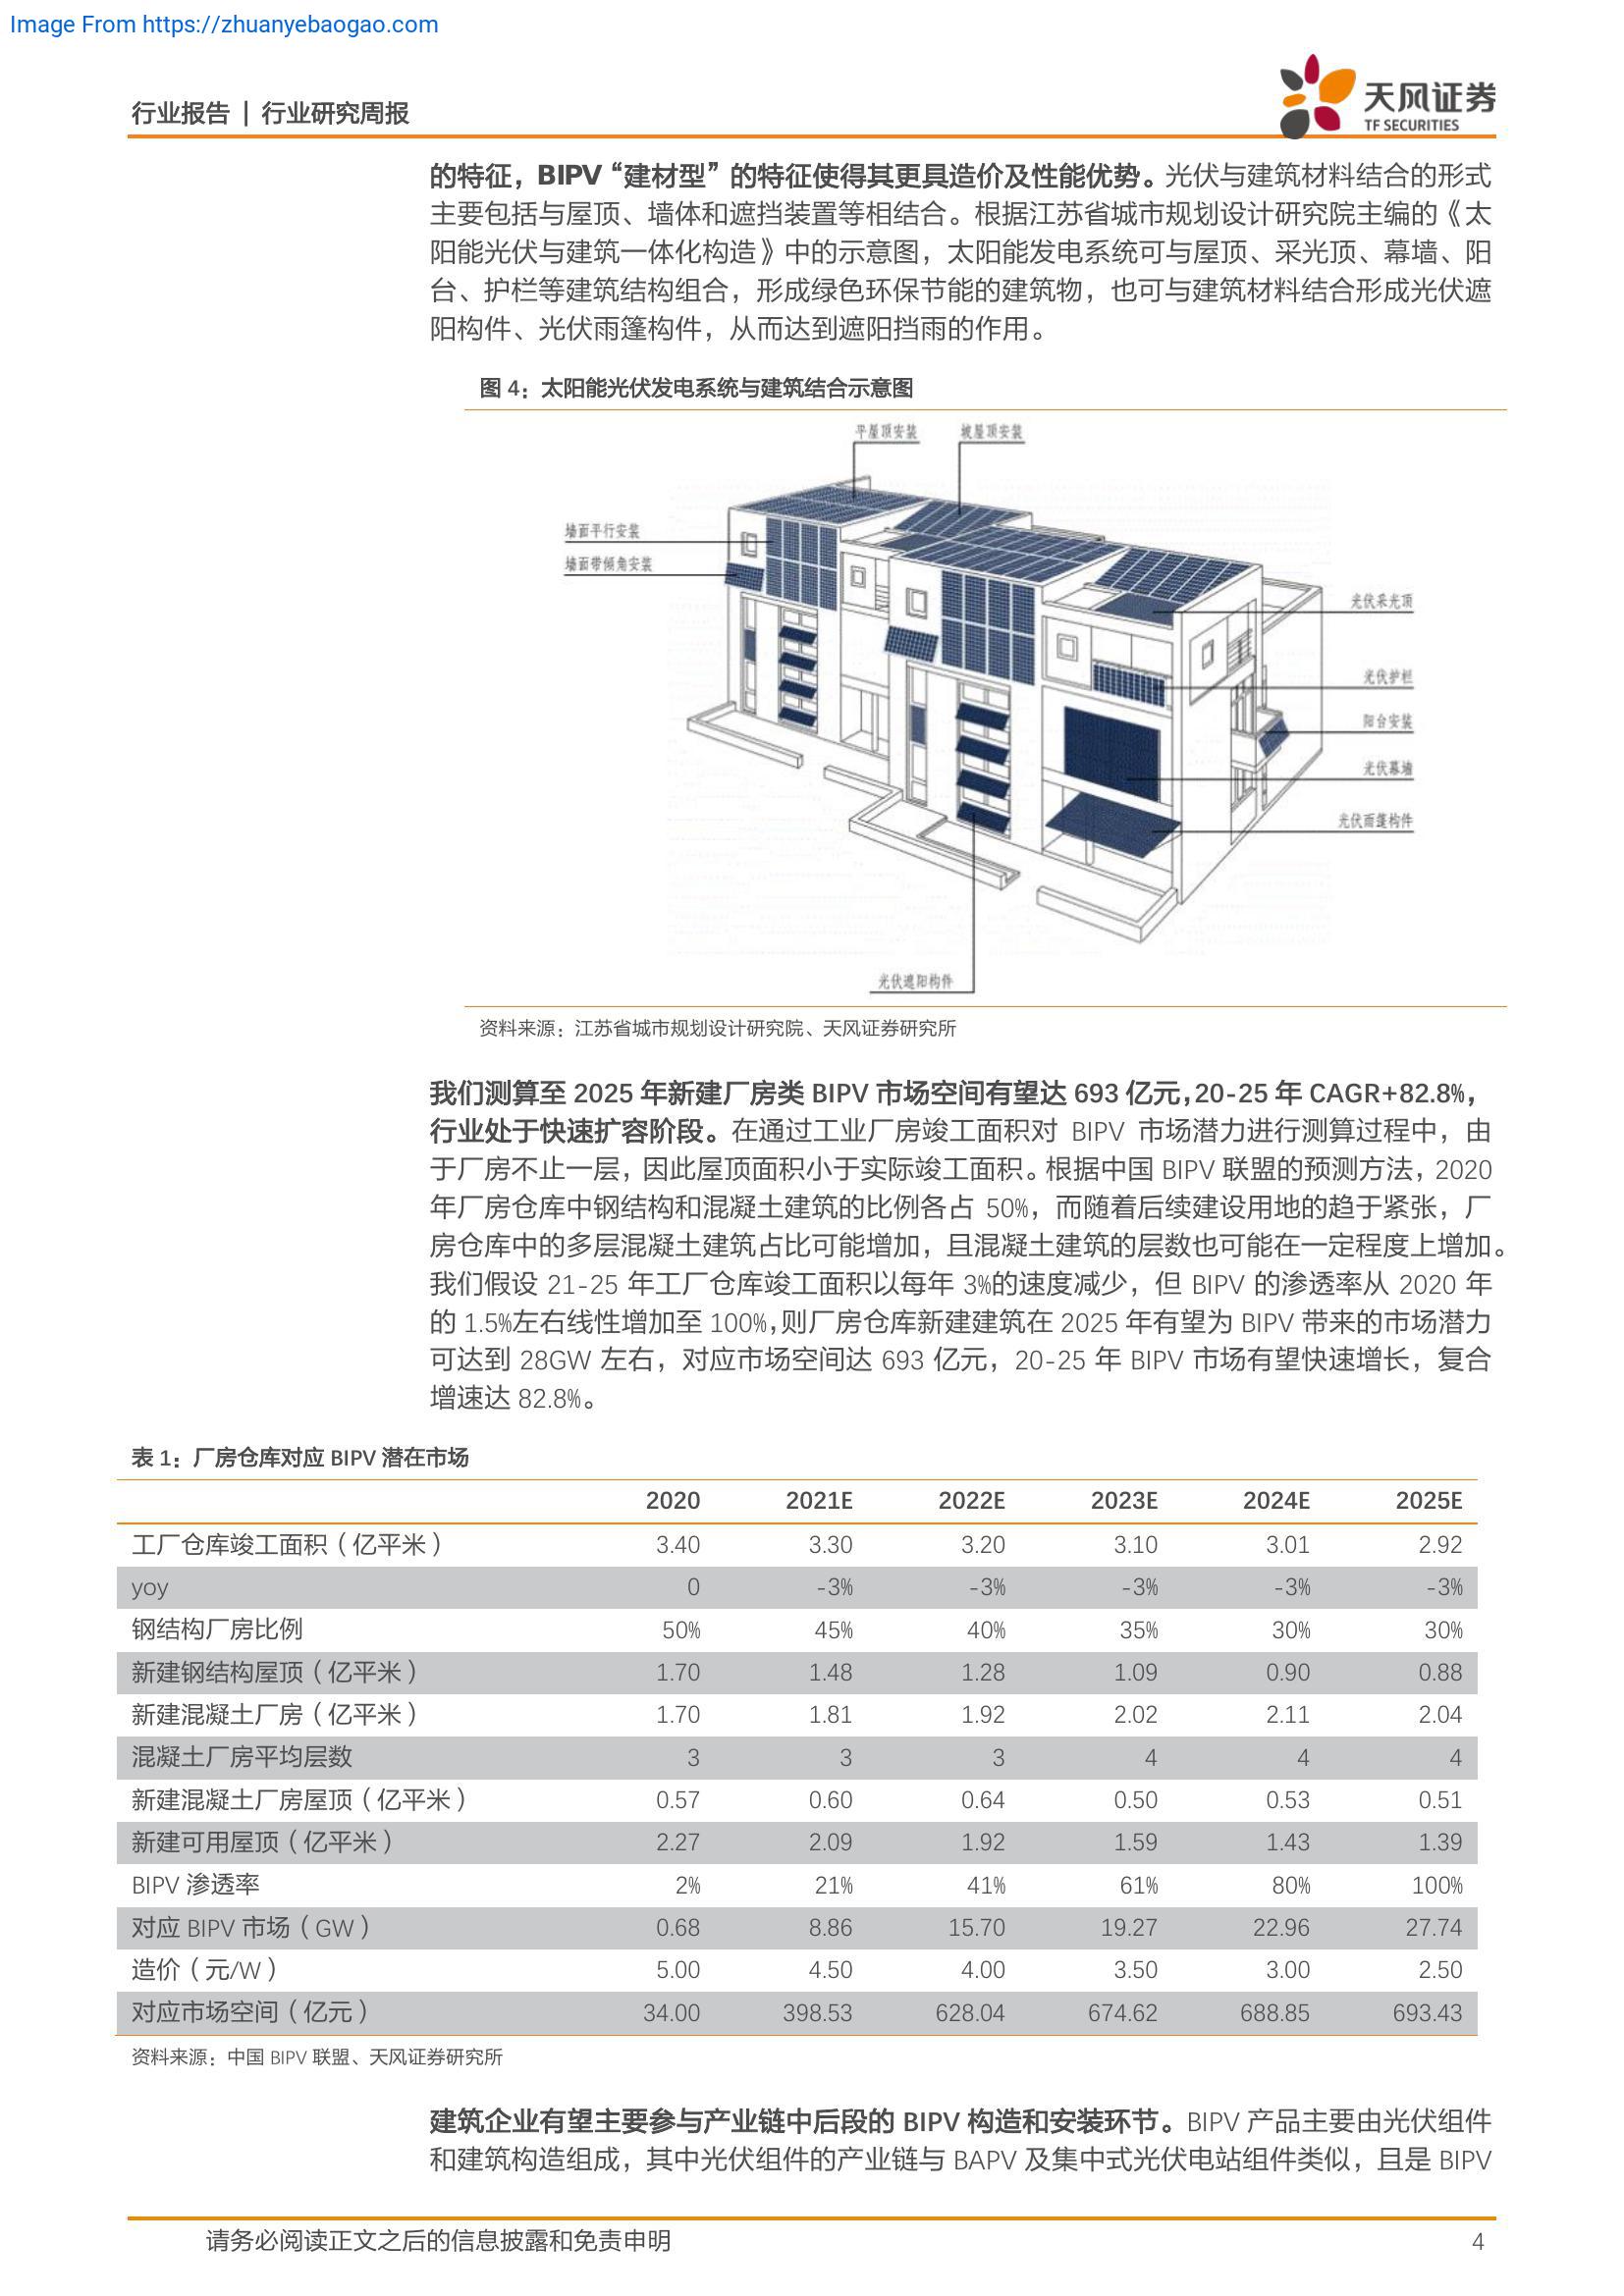 Image From https://zhuanyebaogao.com
行业报告 | 行业研究周报
天风证券
TF SECURITIES
的特征，BIPV“建材型”的特征使得其更具造价及性能优势。光伏与建筑材料结合的形式
主要包括与屋顶、墙体和遮挡装置等相结合。根据江苏省城市规划设计研究院主编的《太
阳能光伏与建筑一体化构造》中的示意图，太阳能发电系统可与屋顶、采光顶、幕墙、阳
台、护栏等建筑结构组合，形成绿色环保节能的建筑物，也可与建筑材料结合形成光伏遮
阳构件、光伏雨篷构件，从而达到遮阳挡雨的作用。
图 4：太阳能光伏发电系统与建筑结合示意图
平屋顶安装
坡屋顶安装
墙面平行安装
墙面带倾角安装
光伏采光顶
光伏护栏
阳台安装
光伏幕墙
光伏雨篷构件
光伏遮阳构件
资料来源：江苏省城市规划设计研究院、天风证券研究所
我们测算至 2025 年新建厂房类 BIPV 市场空间有望达 693 亿元，20-25 年 CAGR+82.8%，
行业处于快速扩容阶段。在通过工业厂房竣工面积对 BIPV 市场潜力进行测算过程中，由
于厂房不止一层，因此屋顶面积小于实际竣工面积。根据中国 BIPV 联盟的预测方法，2020
年厂房仓库中钢结构和混凝土建筑的比例各占 50%，而随着后续建设用地的趋于紧张，厂
房仓库中的多层混凝土建筑占比可能增加，且混凝土建筑的层数也可能在一定程度上增加。
我们假设 21-25 年工厂仓库竣工面积以每年 3%的速度减少，但 BIPV 的渗透率从 2020 年
的 1.5%左右线性增加至 100%，则厂房仓库新建建筑在 2025 年有望为 BIPV 带来的市场潜力
可达到 28GW 左右，对应市场空间达 693 亿元，20-25 年 BIPV 市场有望快速增长，复合
增速达 82.8%。
表 1：厂房仓库对应 BIPV 潜在市场
2020 2021E 2022E 2023E 2024E 2025E
工厂仓库竣工面积（亿平米） 3.40 3.30 3.20 3.10 3.01 2.92
yoy 0 -3% -3% -3% -3% -3%
钢结构厂房比例 50% 45% 40% 35% 30% 30%
新建钢结构屋顶（亿平米） 1.70 1.48 1.28 1.09 0.90 0.88
新建混凝土厂房（亿平米） 1.70 1.81 1.92 2.02 2.11 2.04
混凝土厂房平均层数 3 3 3 4 4 4
新建混凝土厂房屋顶（亿平米） 0.57 0.60 0.64 0.50 0.53 0.51
新建可用屋顶（亿平米） 2.27 2.09 1.92 1.59 1.43 1.39
BIPV 渗透率 2% 21% 41% 61% 80% 100%
对应 BIPV 市场（GW） 0.68 8.86 15.70 19.27 22.96 27.74
造价（元/W） 5.00 4.50 4.00 3.50 3.00 2.50
对应市场空间（亿元） 34.00 398.53 628.04 674.62 688.85 693.43
资料来源：中国 BIPV 联盟、天风证券研究所
建筑企业有望主要参与产业链中后段的 BIPV 构造和安装环节。BIPV 产品主要由光伏组件
和建筑构造组成，其中光伏组件的产业链与 BAPV 及集中式光伏电站组件类似，且是 BIPV
请务必阅读正文之后的信息披露和免责申明
4